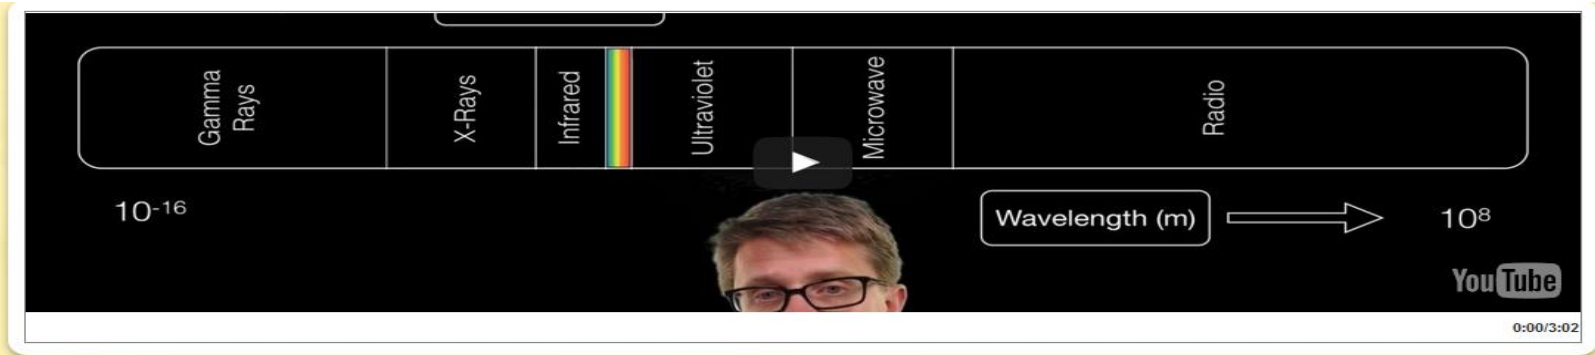 Gamma
Rays
X-Rays
Infrared
Ultraviolet
Microwave
Radio
10-16
Wavelength (m)
108
YouTube
0:00/3:02